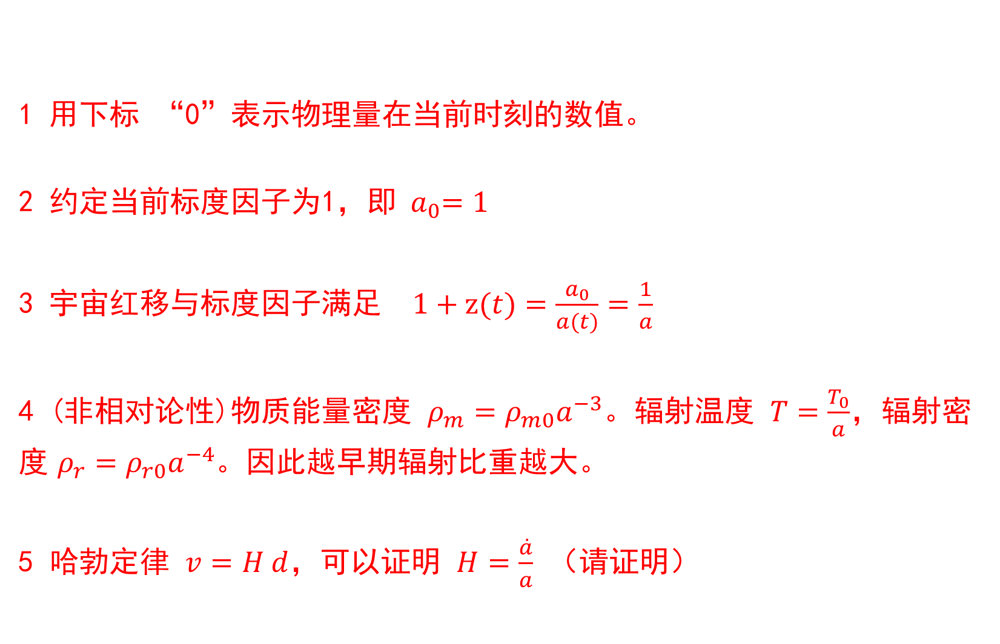 1 用下标 “0”表示物理量在当前时刻的数值。
2 约定当前标度因子为1，即 $a_0 = 1$
3 宇宙红移与标度因子满足 $1 + \mathrm{z}(t) = \frac{a_0}{a(t)} = \frac{1}{a}$
4 (非相对论性)物质能量密度 $\rho_m = \rho_{m0} a^{-3}$。辐射温度 $T = \frac{T_0}{a}$，辐射密
度 $\rho_r = \rho_{r0} a^{-4}$。因此越早期辐射比重越大。
5 哈勃定律 $v = H d$，可以证明 $H = \frac{\dot{a}}{a}$ （请证明）